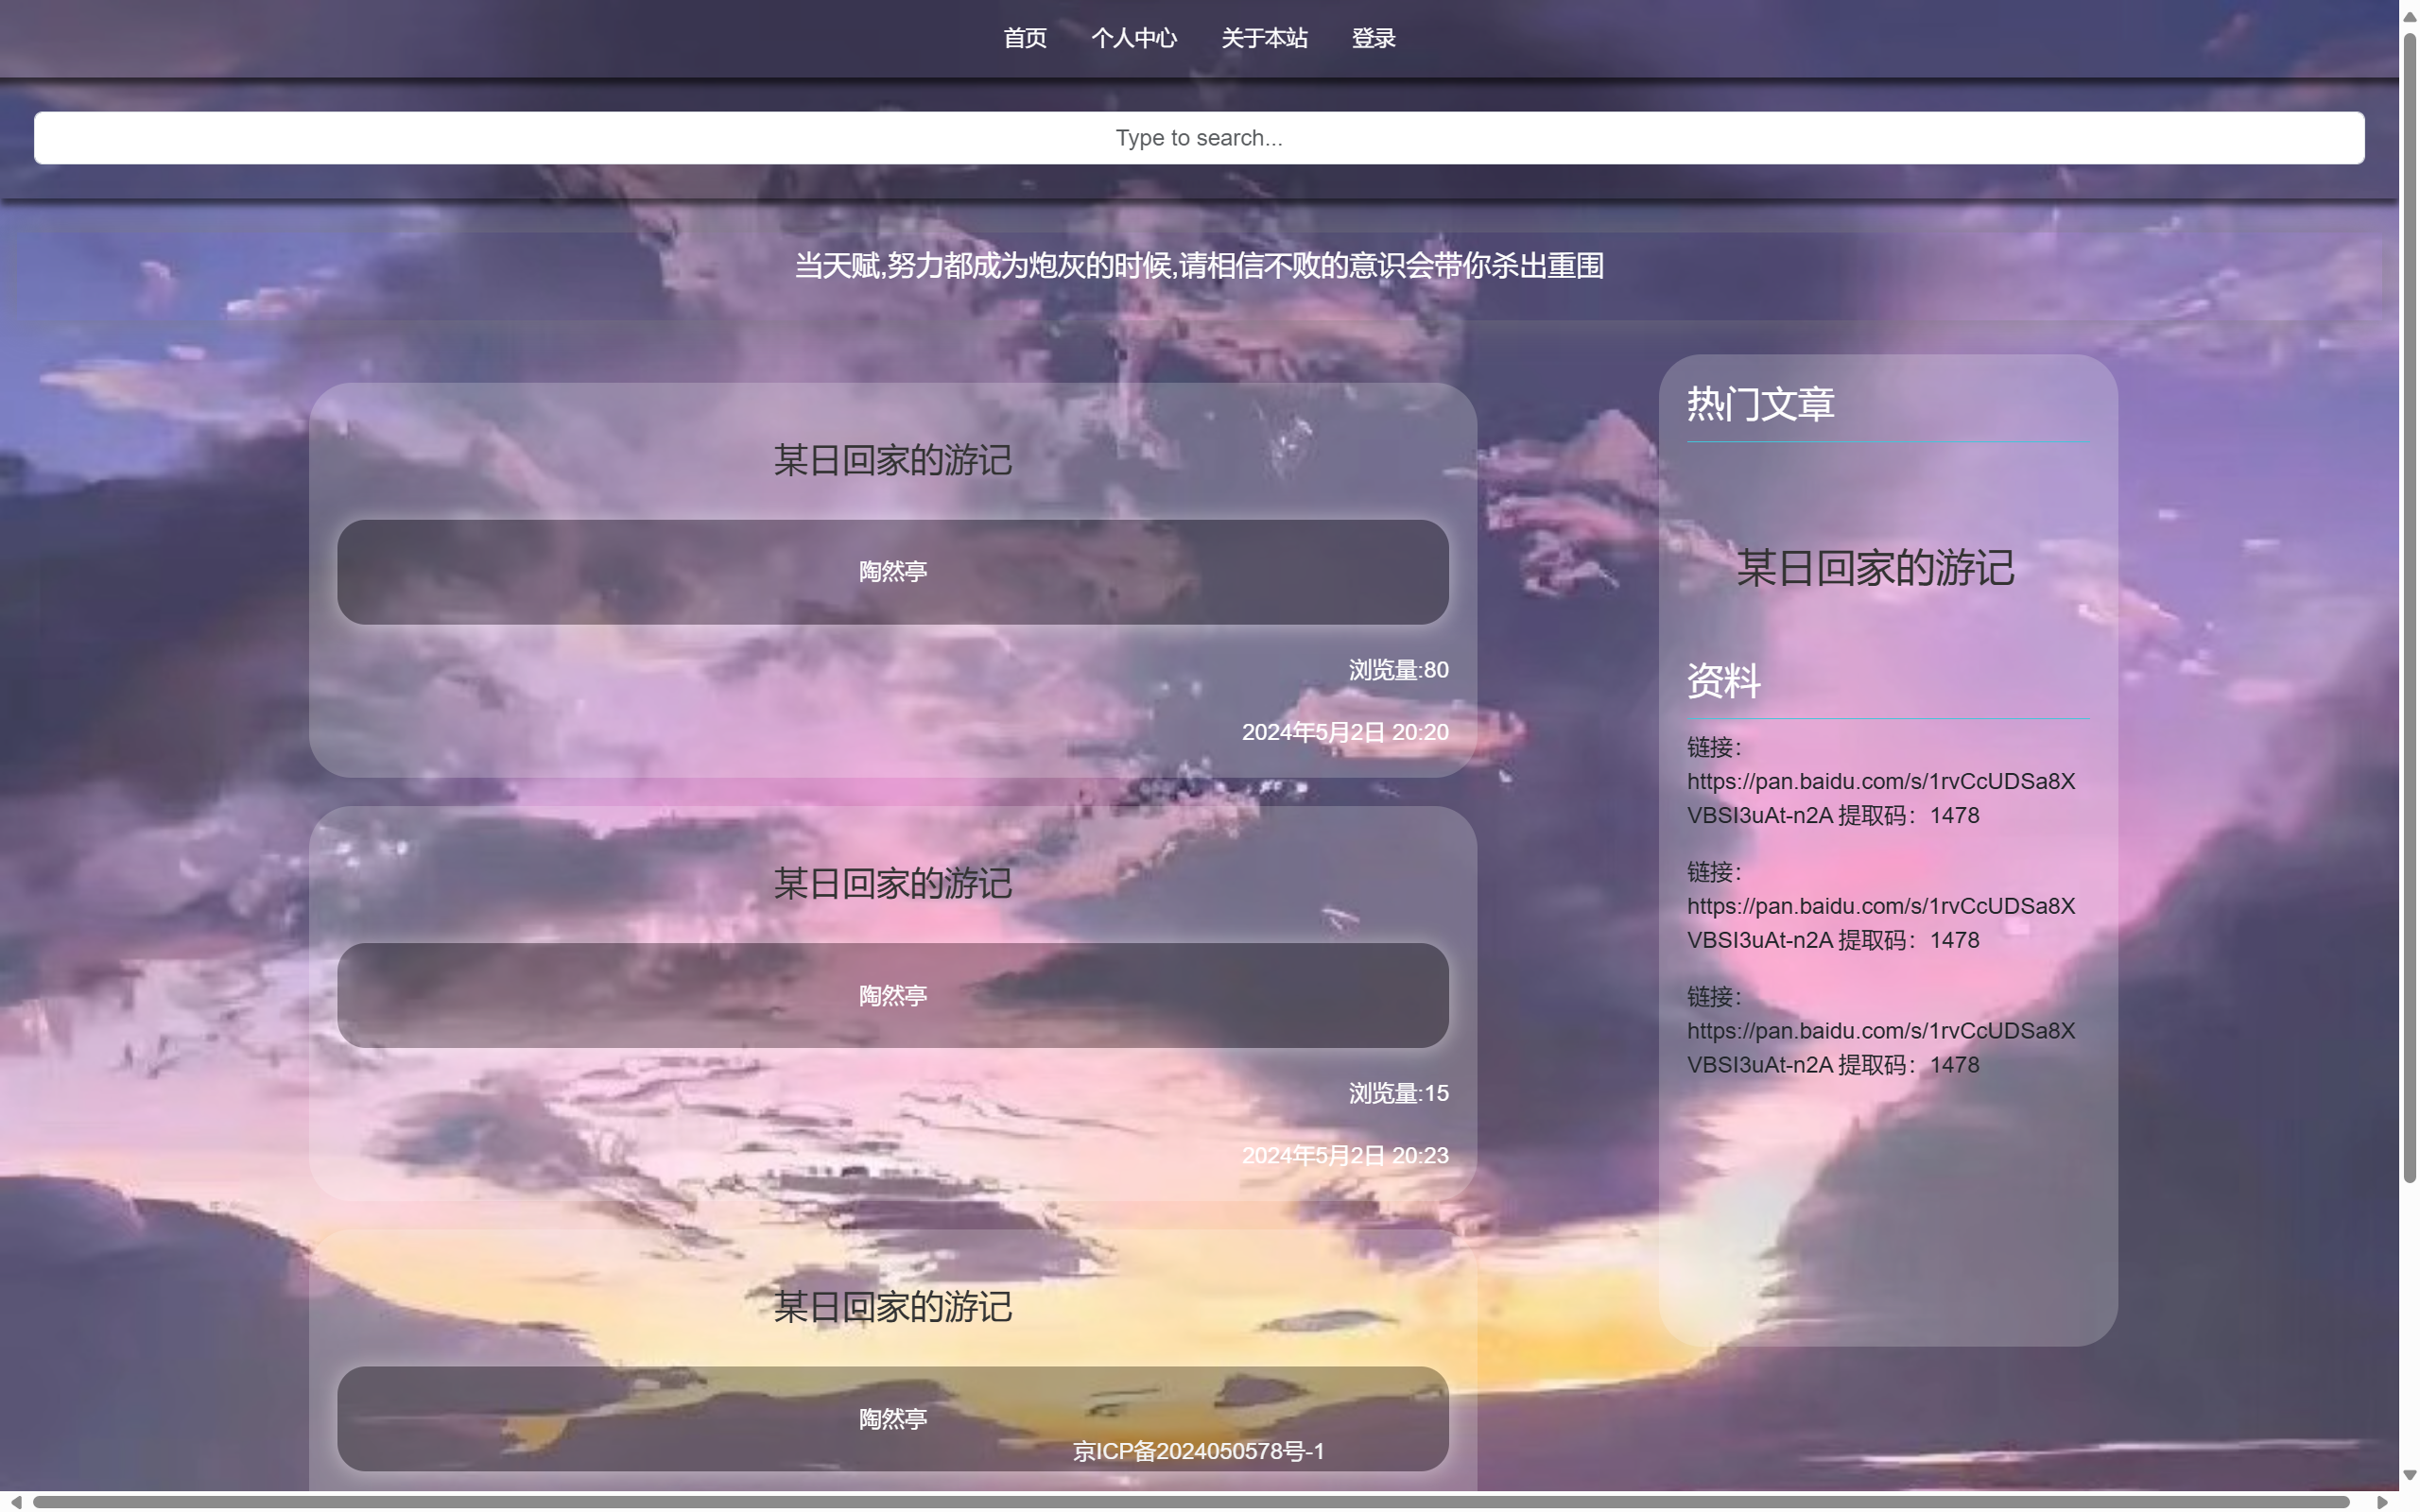 首页 个人中心 关于本站 登录
Type to search...
当天赋,努力都成为炮灰的时候,请相信不败的意识会带你杀出重围
某日回家的游记
陶然亭
浏览量:80
2024年5月2日 20:20
某日回家的游记
陶然亭
浏览量:15
2024年5月2日 20:23
某日回家的游记
陶然亭
热门文章
某日回家的游记
资料
链接：
https://pan.baidu.com/s/1rvCcUDSa8X
VBSI3uAt-n2A 提取码：1478
链接：
https://pan.baidu.com/s/1rvCcUDSa8X
VBSI3uAt-n2A 提取码：1478
链接：
https://pan.baidu.com/s/1rvCcUDSa8X
VBSI3uAt-n2A 提取码：1478
京ICP备2024050578号-1